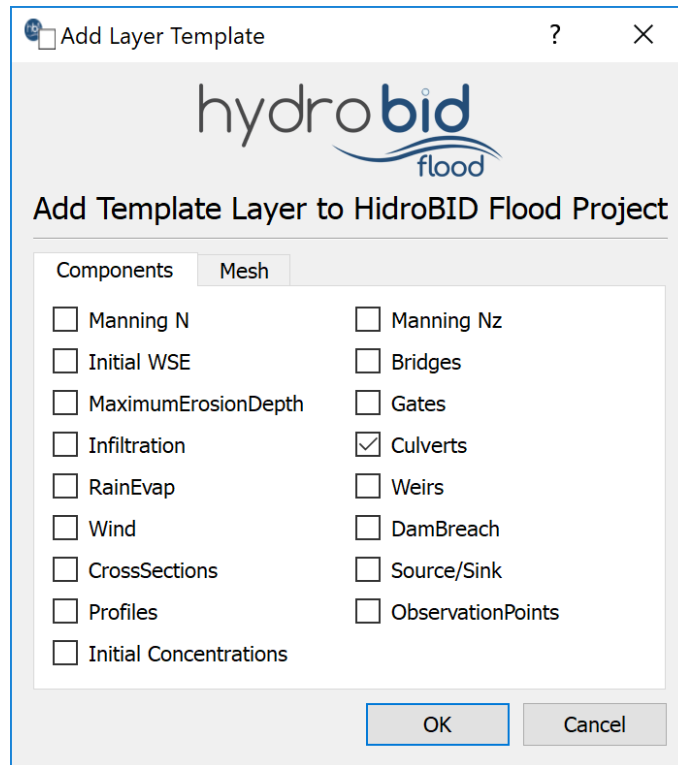 Add Layer Template ?
hydrobid
flood
Add Template Layer to HidroBID Flood Project
Components Mesh
Manning N Manning Nz
Initial WSE Bridges
MaximumErosionDepth Gates
Infiltration Culverts
RainEvap Weirs
Wind DamBreach
CrossSections Source/Sink
Profiles ObservationPoints
Initial Concentrations
OK Cancel